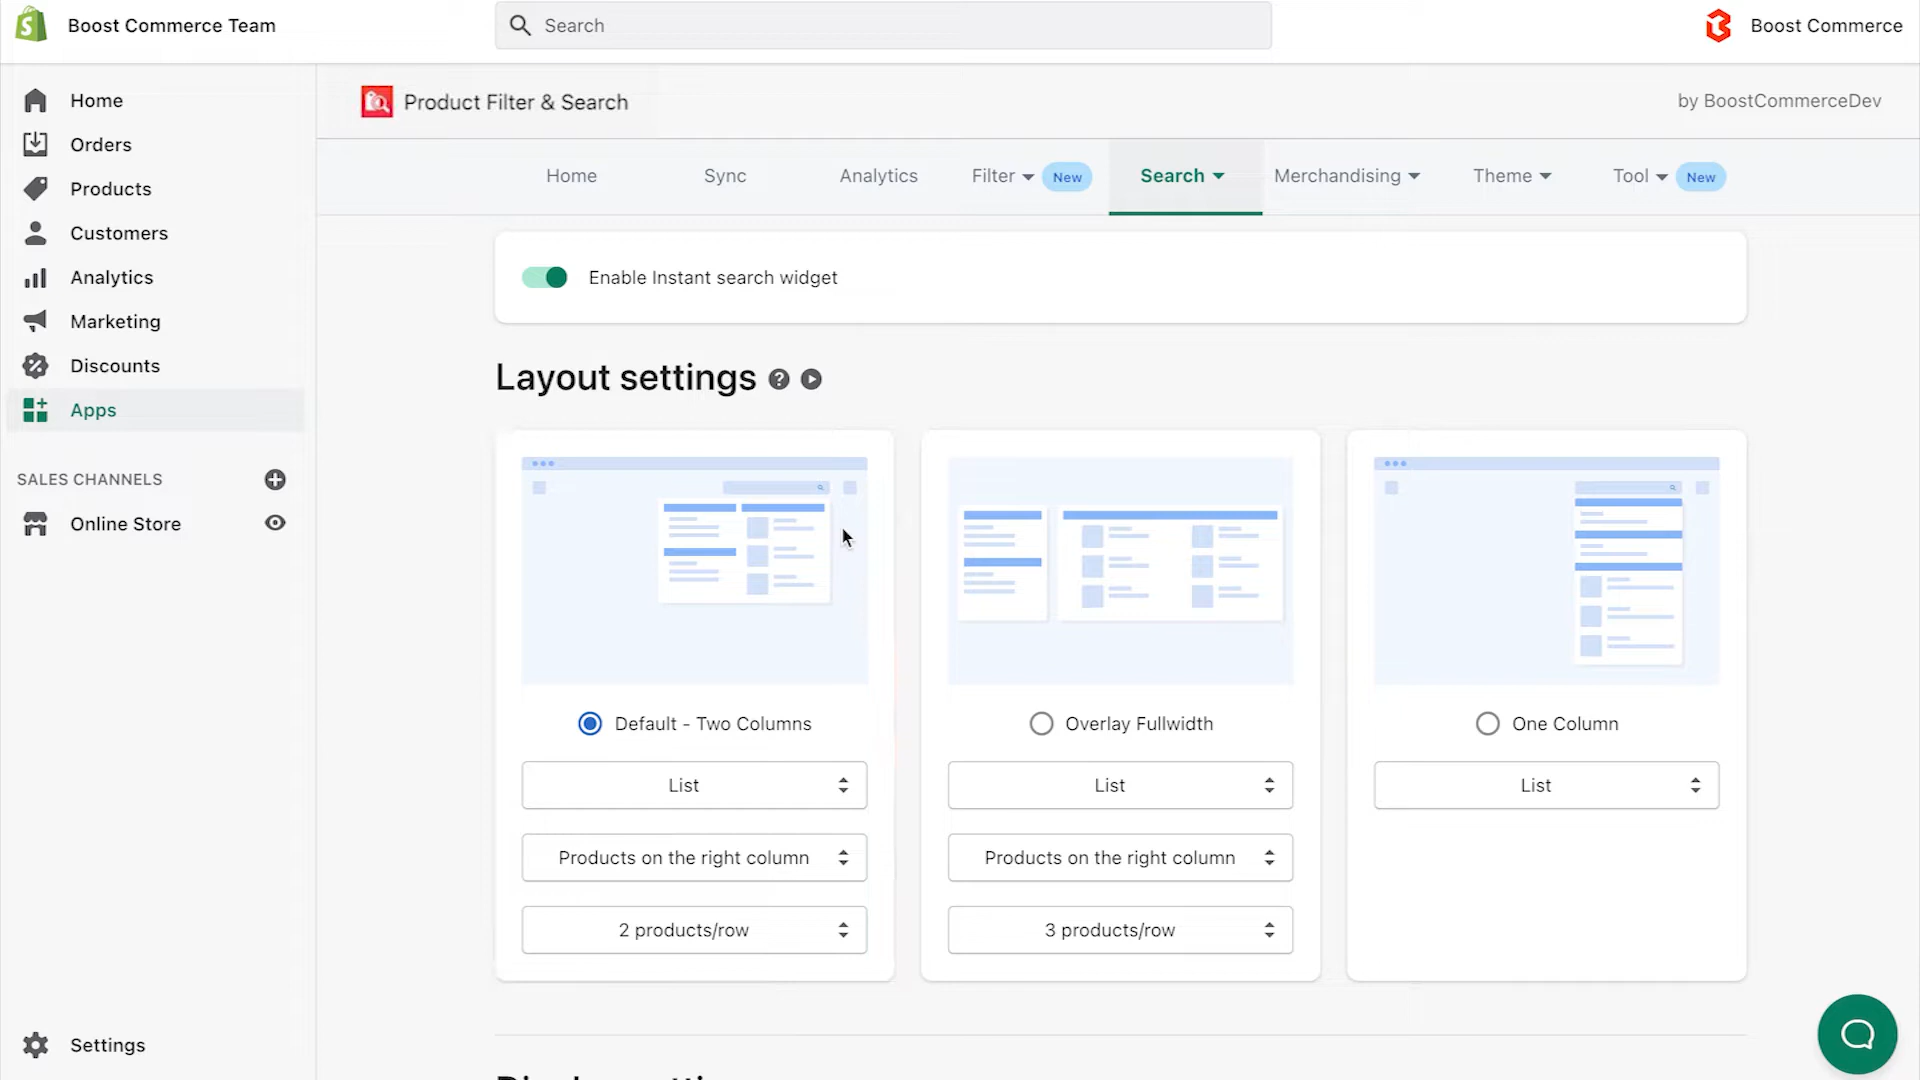 Boost Commerce Team
Search
Boost Commerce
Home
Orders
Products
Customers
Analytics
Marketing
Discounts
Apps
SALES CHANNELS
Online Store
Settings
Product Filter & Search
by BoostCommerceDev
Home
Sync
Analytics
Filter
New
Search
Merchandising
Theme
Tool
New
Enable Instant search widget
Layout settings
Default - Two Columns
List
Products on the right column
2 products/row
Overlay Fullwidth
List
Products on the right column
3 products/row
One Column
List